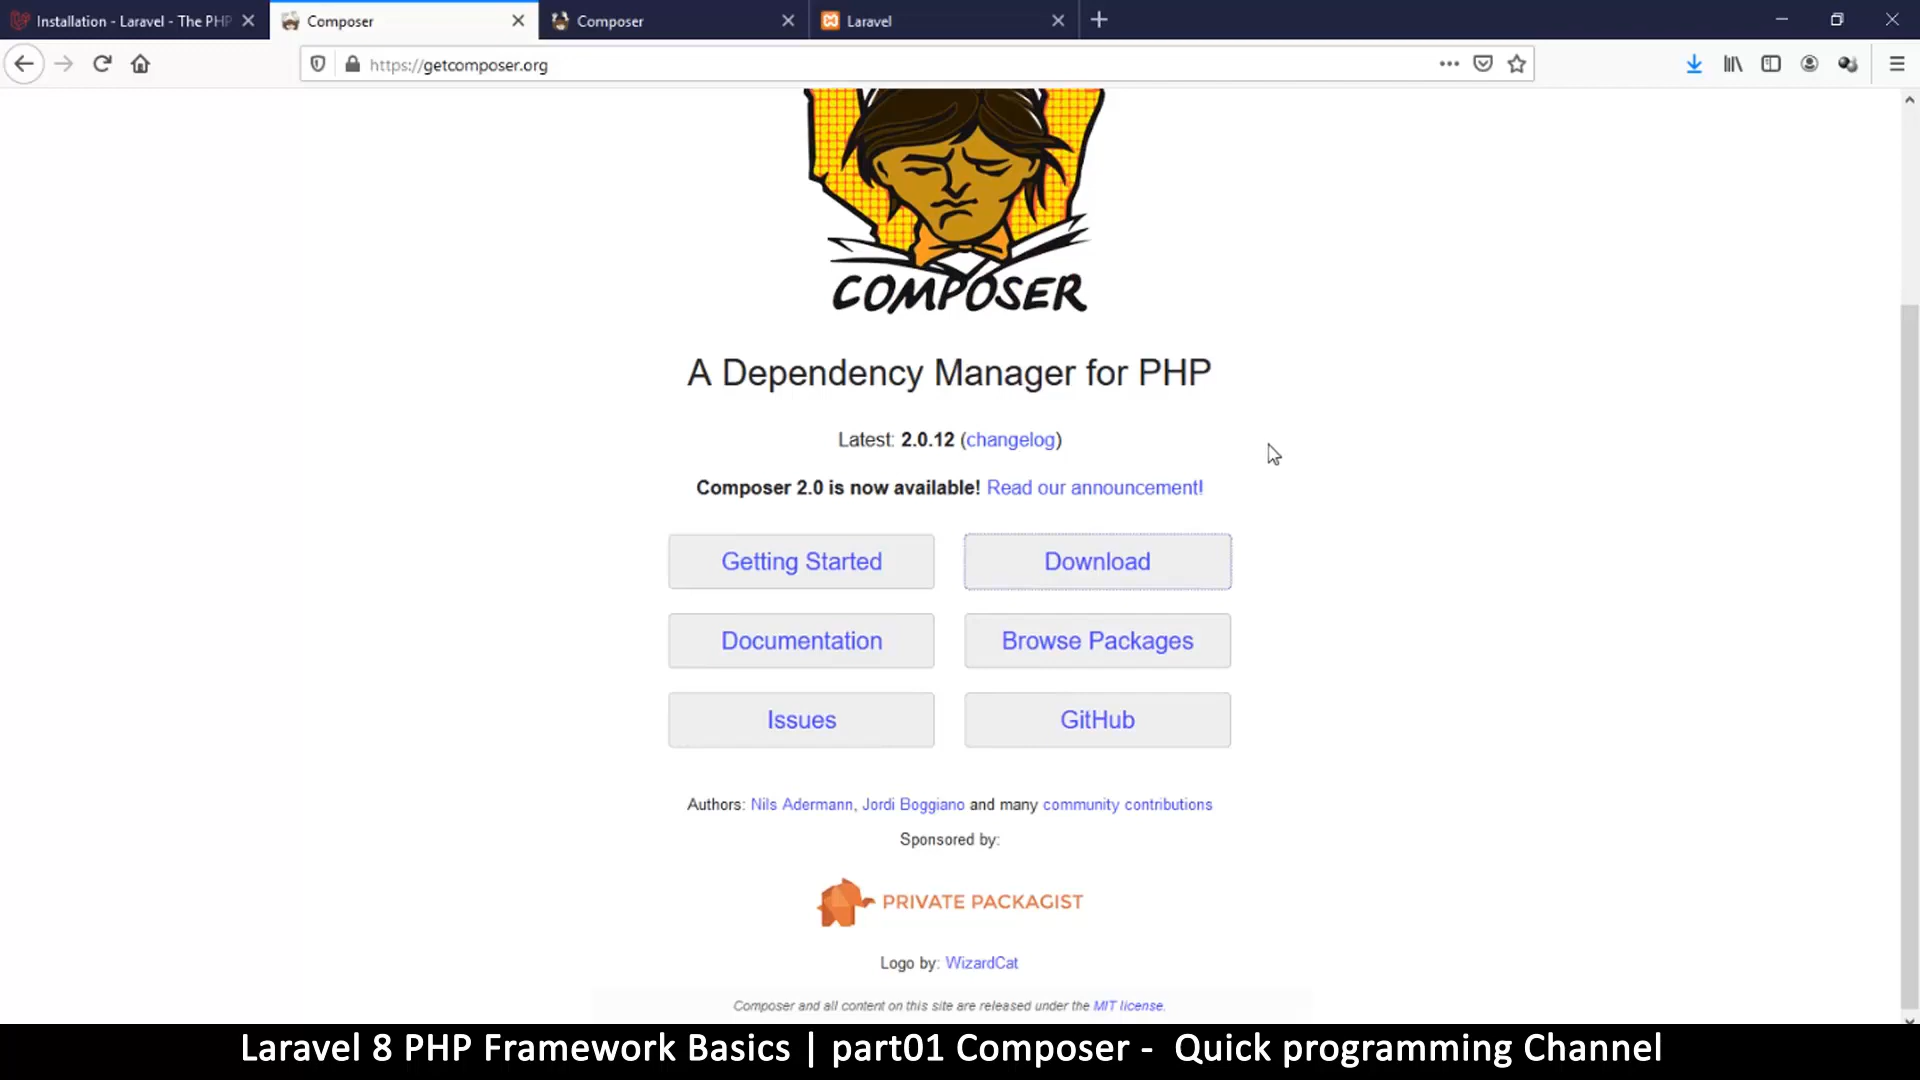 Installation - Laravel - The PHP
Composer
Composer
Laravel
https://getcomposer.org
COMPOSER
A Dependency Manager for PHP
Latest: 2.0.12 (changelog)
Composer 2.0 is now available! Read our announcement!
Getting Started
Download
Documentation
Browse Packages
Issues
GitHub
Authors: Nils Adermann, Jordi Boggiano and many community contributions
Sponsored by:
PRIVATE PACKAGIST
Logo by: WizardCat
Composer and all content on this site are released under the MIT license.
Laravel 8 PHP Framework Basics | part01 Composer - Quick programming Channel